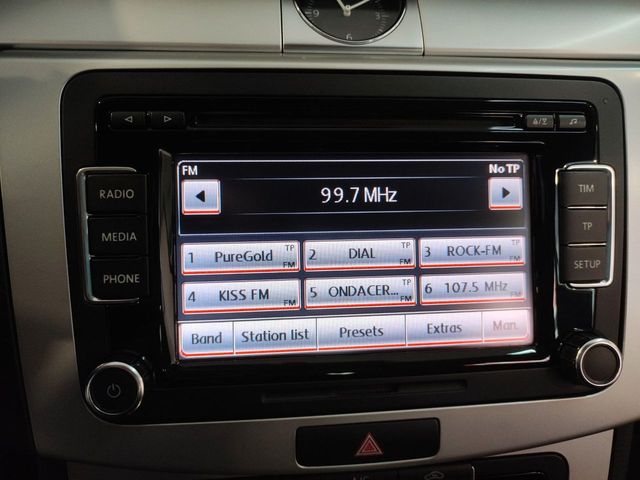 9
3
FM
No TP
RADIO
99.7 MHz
TIM
MEDIA
1 PureGold TP FM
2 DIAL TP FM
3 ROCK-FM TP FM
TP
PHONE
4 KISS FM FM
5 ONDACER... TP FM
6 107.5 MHz FM
SETUP
Band
Station list
Presets
Extras
Man.